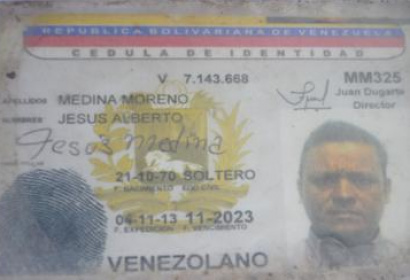 REPUBLICA BOLIVARIANA DE VENEZUELA
CEDULA DE IDENTIDAD
V 7.143.668
MM325
Juan Dugarte
Director
APELLIDOS MEDINA MORENO
NOMBRES JESUS ALBERTO
Jesus Medina
21-10-70 SOLTERO
F. NACIMIENTO EDO. CIVIL
04-11-13 11-2023
F. EXPEDICION F. VENCIMIENTO
VENEZOLANO